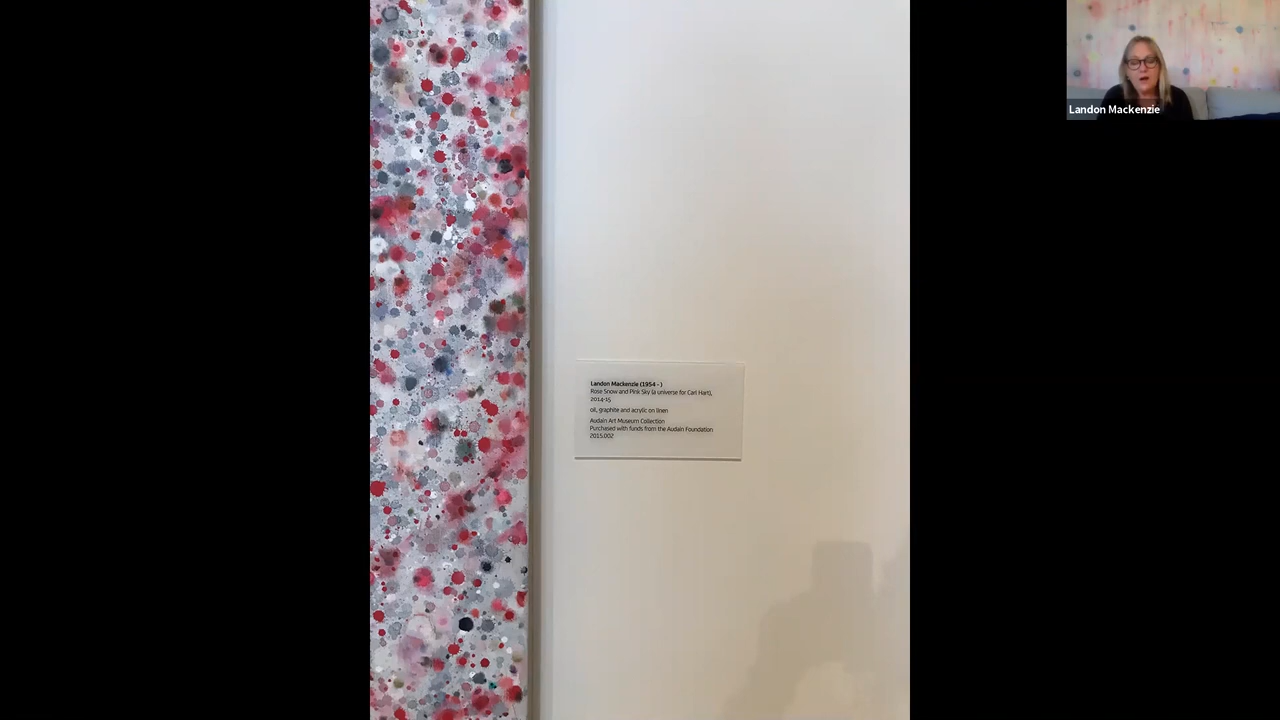 Landon Mackenzie
Landon Mackenzie (1954 - )
Rose Snow and Pink Sky (a universe for Carl Hart),
2014-15
oil, graphite and acrylic on linen
Audain Art Museum Collection
Purchased with funds from the Audain Foundation
2015.002